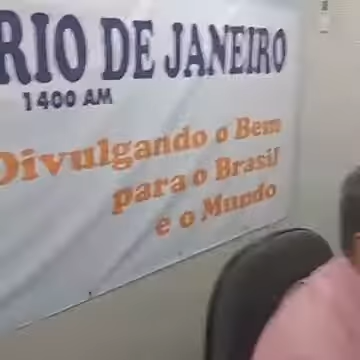 RIO DE JANEIRO
1400 AM
Divulgando o Bem
para o Brasil
e o Mundo